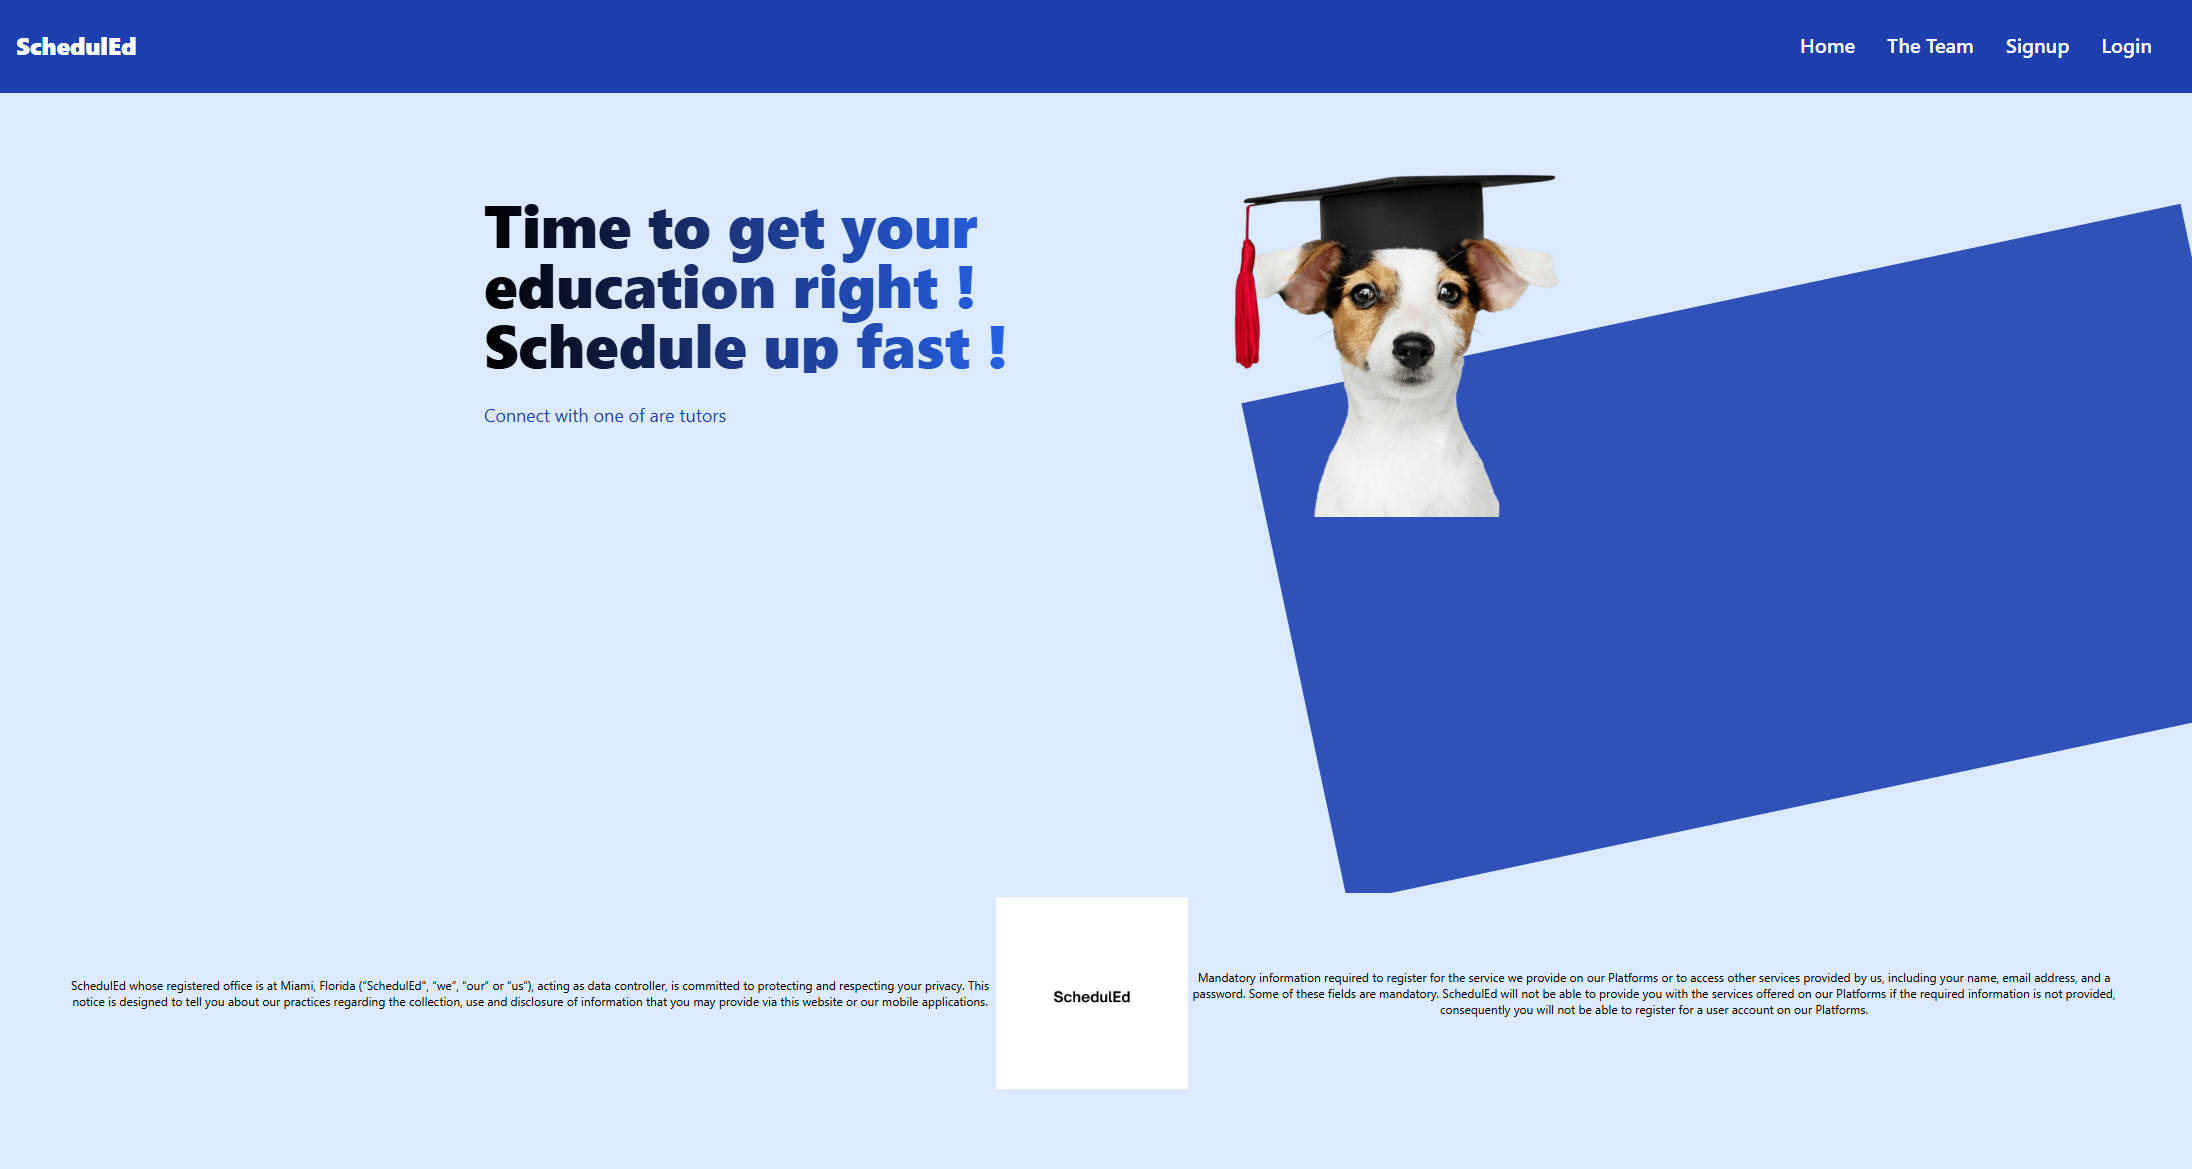 SchedulEd
Home
The Team
Signup
Login
Time to get your
education right !
Schedule up fast !
Connect with one of are tutors
SchedulEd whose registered office is at Miami, Florida (“SchedulEd", “we”, “our” or “us”), acting as data controller, is committed to protecting and respecting your privacy. This
notice is designed to tell you about our practices regarding the collection, use and disclosure of information that you may provide via this website or our mobile applications.
SchedulEd
Mandatory information required to register for the service we provide on our Platforms or to access other services provided by us, including your name, email address, and a
password. Some of these fields are mandatory. SchedulEd will not be able to provide you with the services offered on our Platforms if the required information is not provided,
consequently you will not be able to register for a user account on our Platforms.